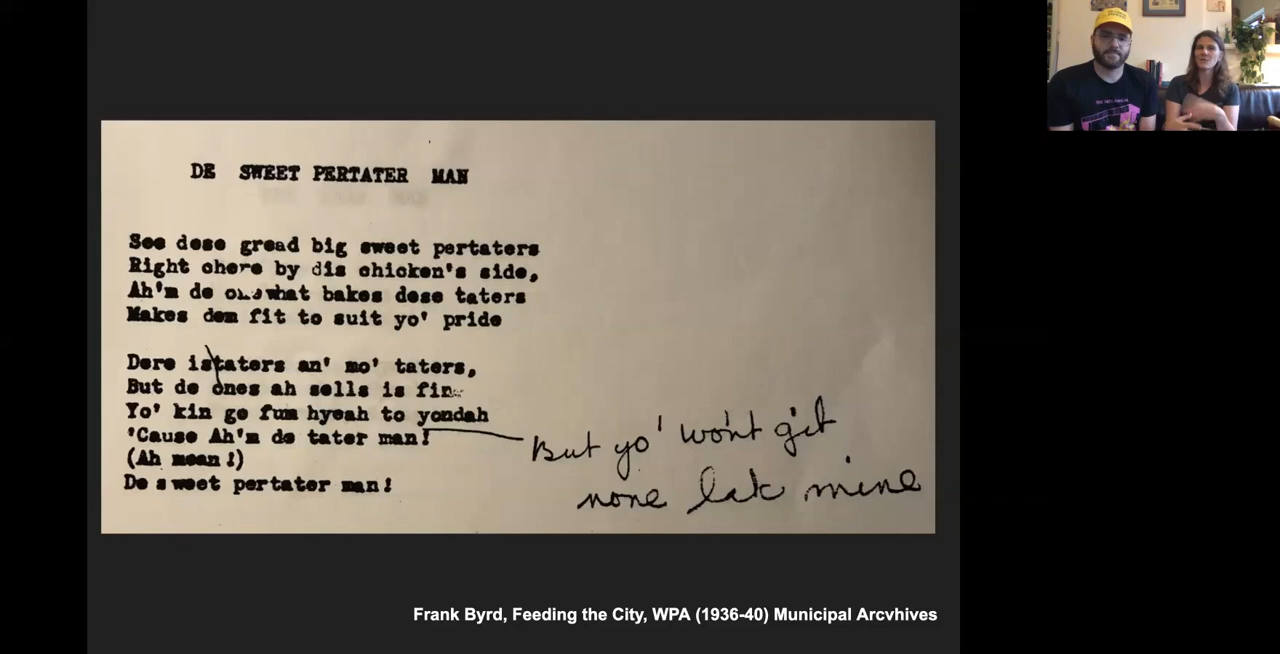 DE SWEET PERTATER MAN
See dese gread big sweet pertaters
Right chere by dis chicken's side,
Ah'm de one what bakes dese taters
Makes dem fit to suit yo' pride
Dere is taters an' mo' taters,
But de ones ah sells is fine
Yo' kin go fum hyeah to yondah
But yo' won't git
none lak mine
'Cause Ah'm de tater man!
(Ah mean!)
De sweet pertater man!
Frank Byrd, Feeding the City, WPA (1936-40) Municipal Arcvhives